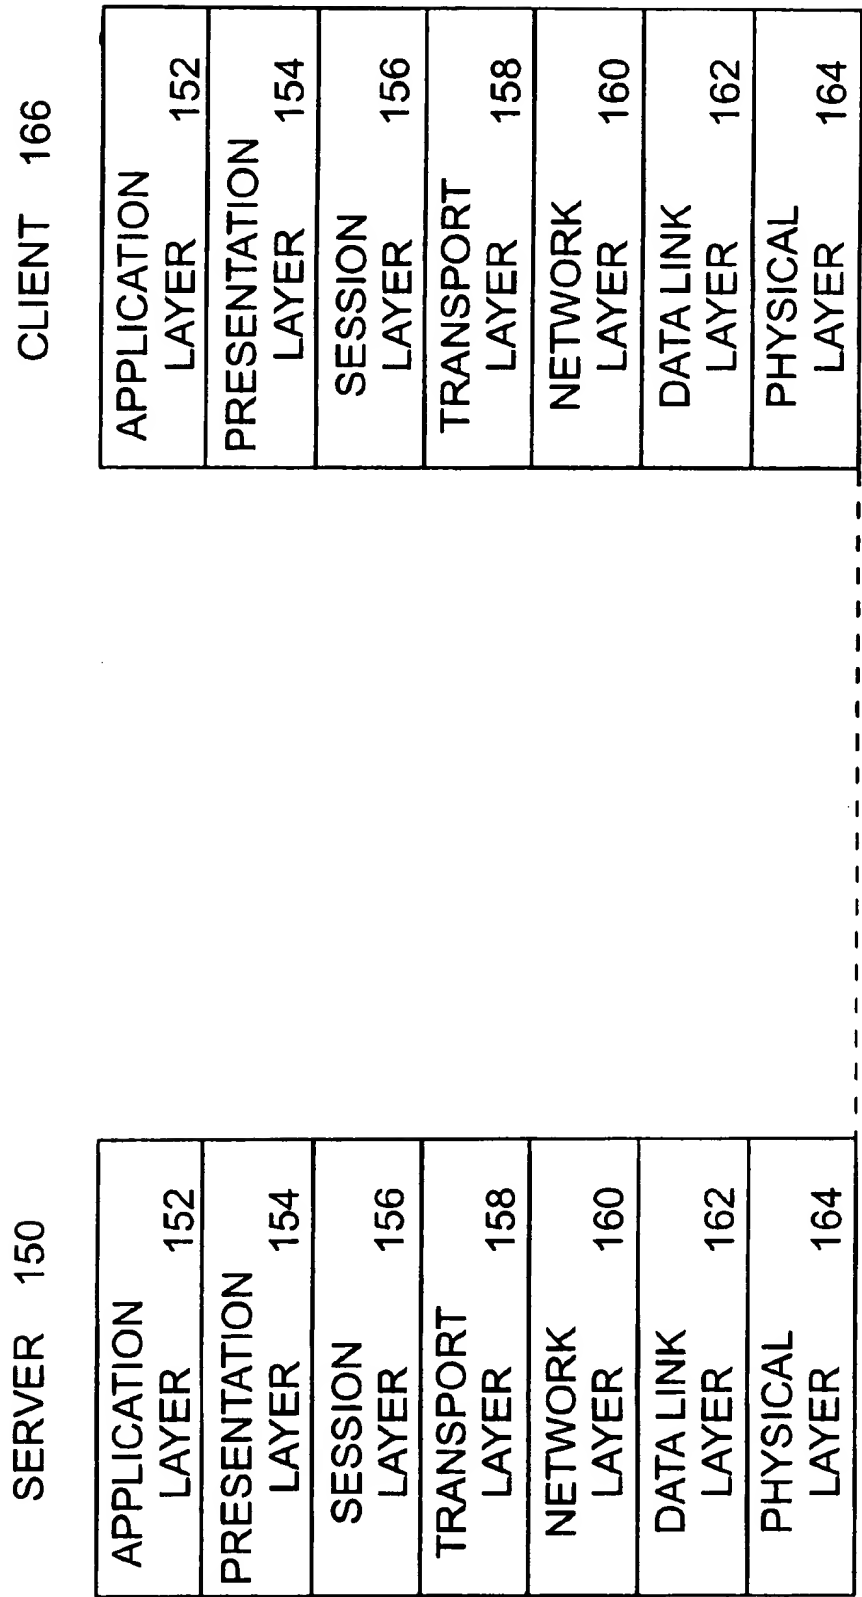 SERVER 150
APPLICATION
LAYER 152
PRESENTATION
LAYER 154
SESSION
LAYER 156
TRANSPORT
LAYER 158
NETWORK
LAYER 160
DATA LINK
LAYER 162
PHYSICAL
LAYER 164
CLIENT 166
APPLICATION
LAYER 152
PRESENTATION
LAYER 154
SESSION
LAYER 156
TRANSPORT
LAYER 158
NETWORK
LAYER 160
DATA LINK
LAYER 162
PHYSICAL
LAYER 164